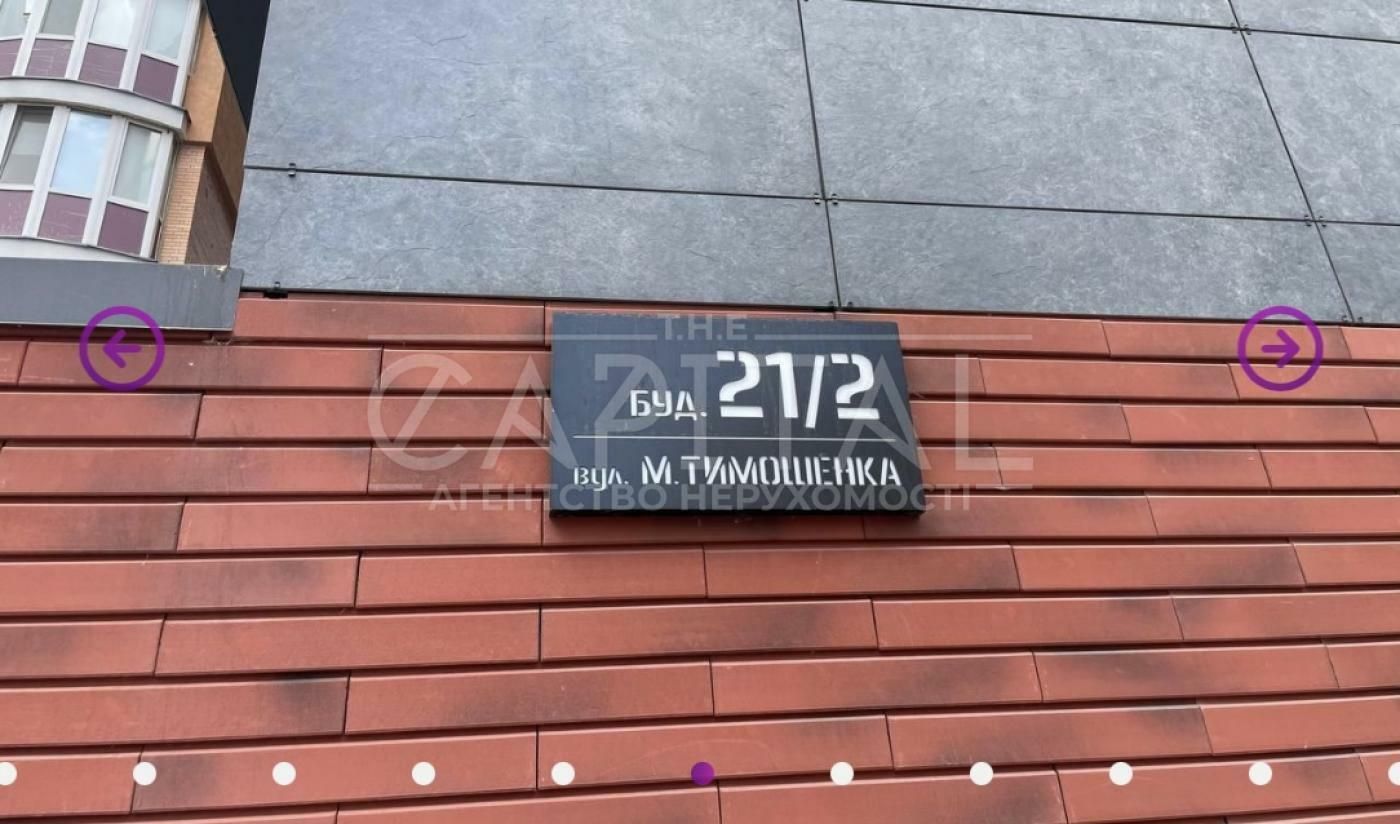 T.H.E
CAPITAL
АГЕНТСТВО НЕРУХОМОСТІ
буд. 21/2
вул. М.ТИМОШЕНКА